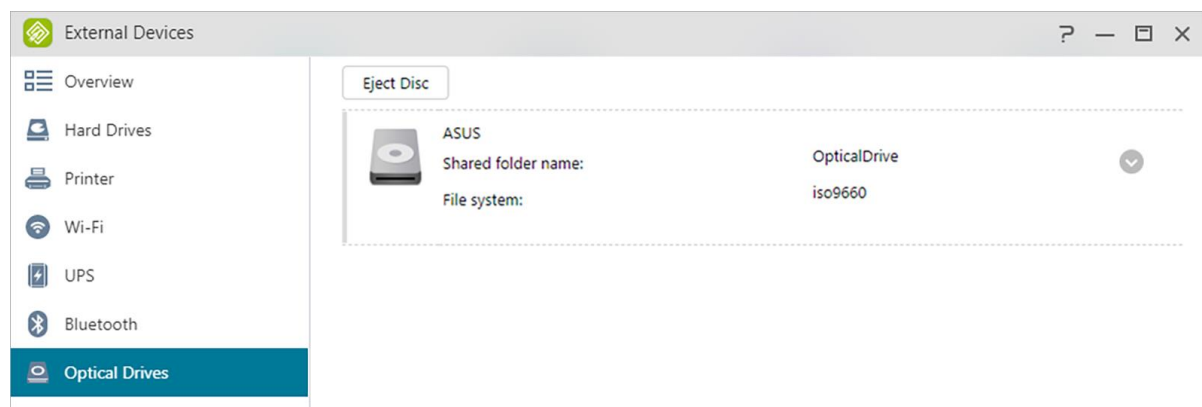 External Devices
Overview
Hard Drives
Printer
Wi-Fi
UPS
Bluetooth
Optical Drives
Eject Disc
ASUS
Shared folder name: OpticalDrive
File system: iso9660